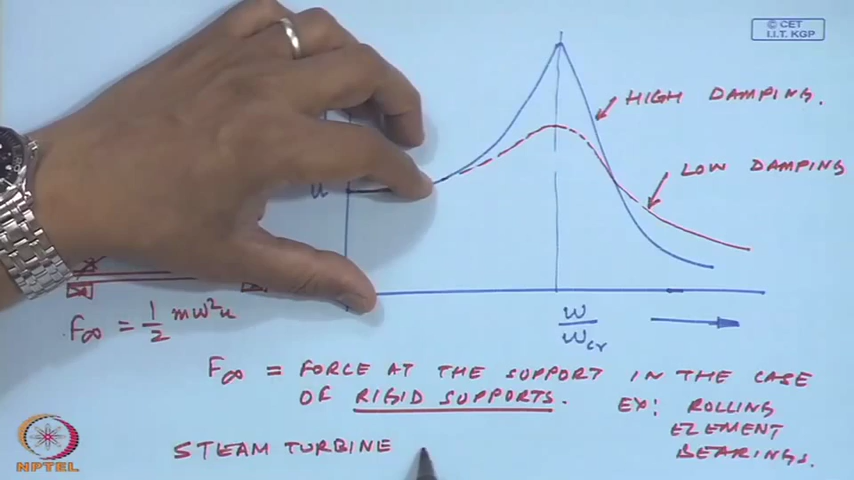 © CET
I.I.T. KGP
HIGH DAMPING.
LOW DAMPING
u
ω
ωcr
F∞ = 1/2 mω²u
F∞ = FORCE AT THE SUPPORT IN THE CASE
OF RIGID SUPPORTS. EX: ROLLING
ELEMENT
BEARINGS.
STEAM TURBINE
NPTEL